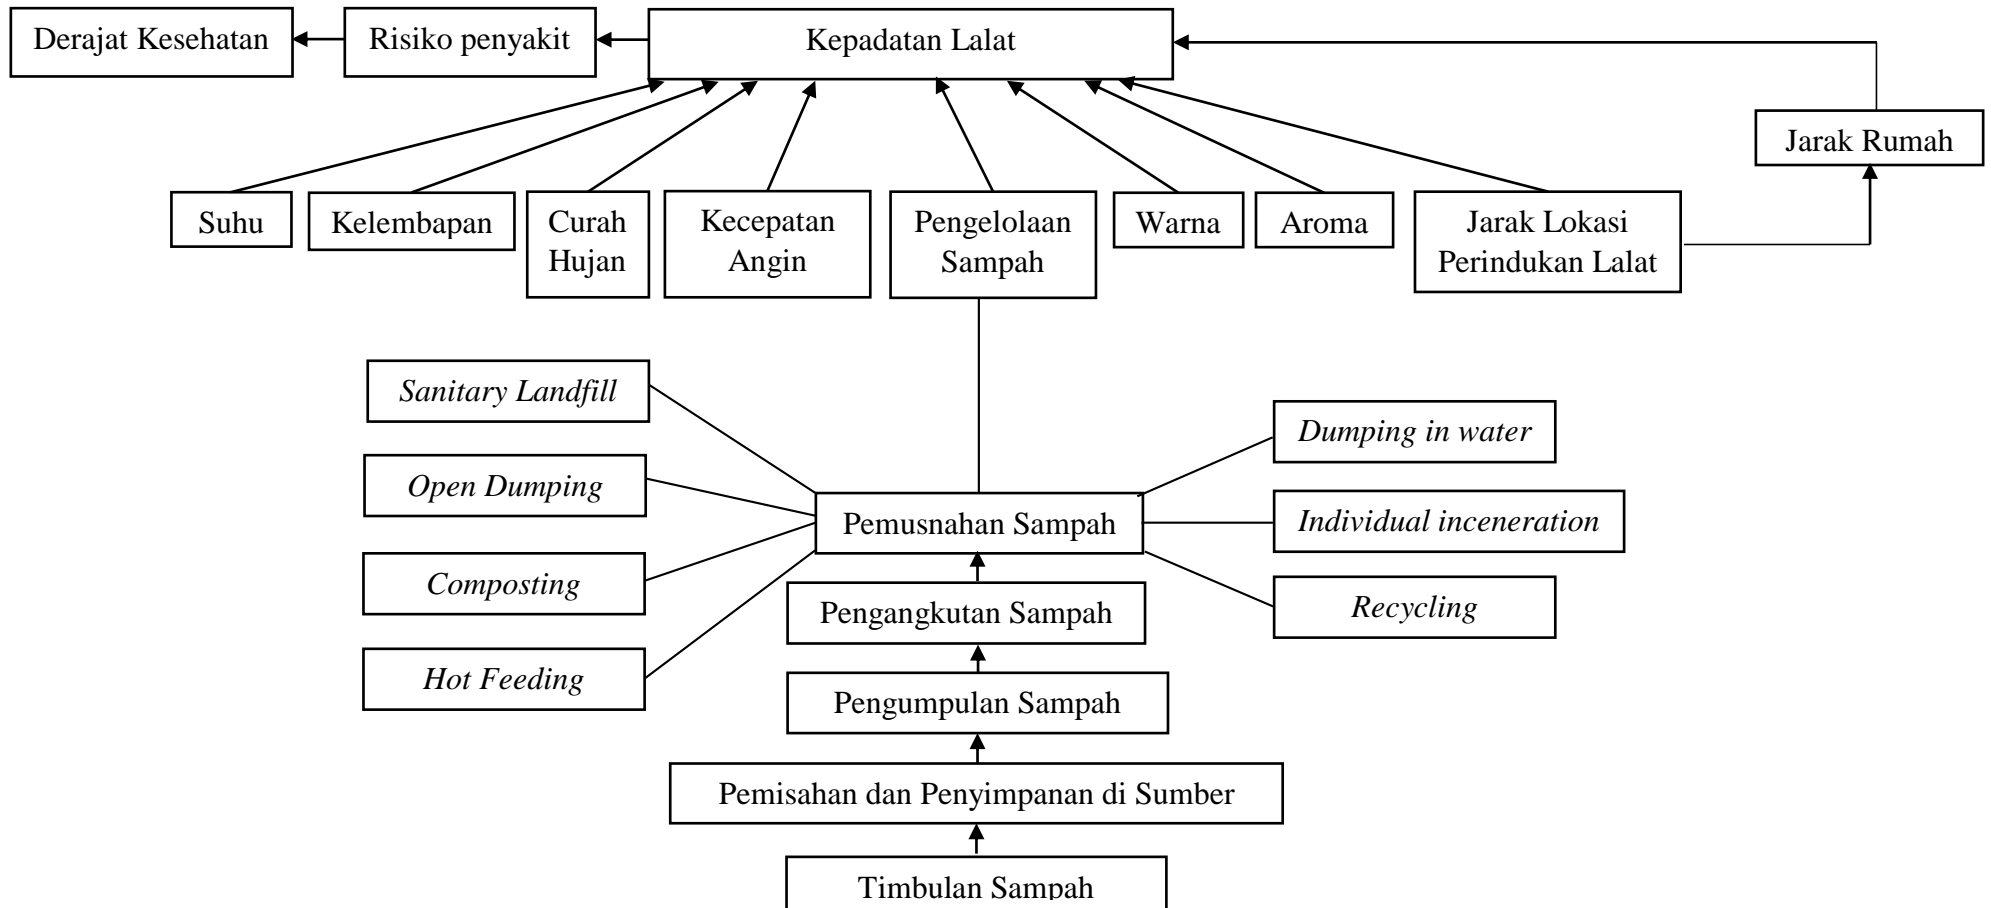 Derajat Kesehatan
Risiko penyakit
Kepadatan Lalat
Jarak Rumah
Suhu
Kelembapan
Curah
Hujan
Kecepatan
Angin
Pengelolaan
Sampah
Warna
Aroma
Jarak Lokasi
Perindukan Lalat
Sanitary Landfill
Open Dumping
Composting
Hot Feeding
Dumping in water
Individual inceneration
Recycling
Pemusnahan Sampah
Pengangkutan Sampah
Pengumpulan Sampah
Pemisahan dan Penyimpanan di Sumber
Timbulan Sampah